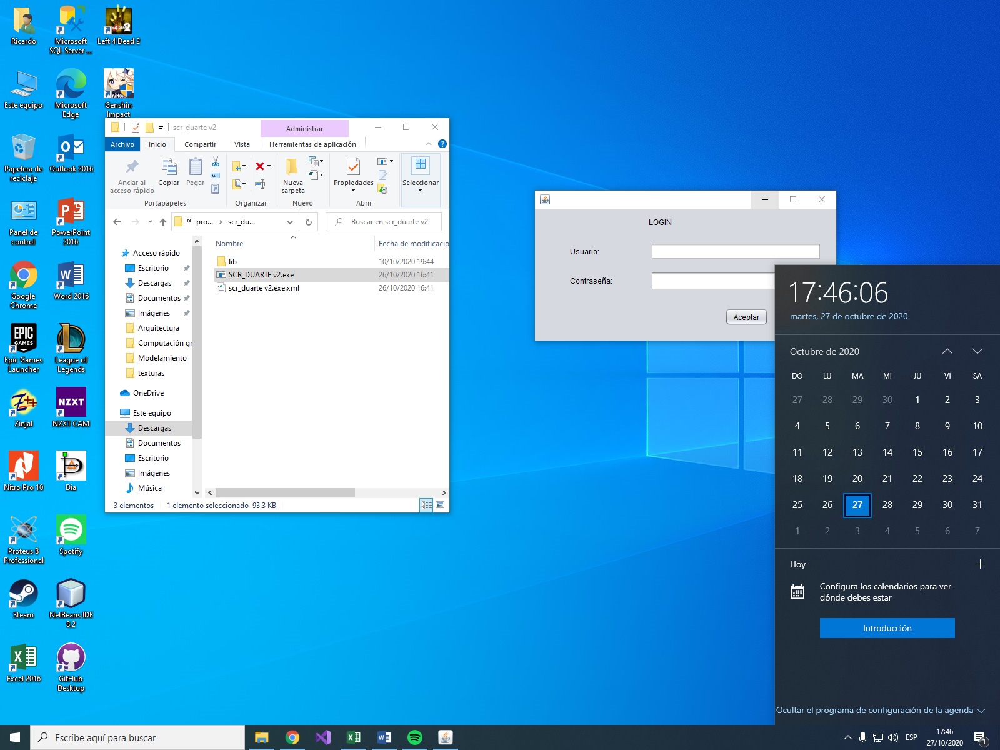 Ricardo
Microsoft
SQL Server ...
Left 4 Dead 2
Este equipo
Microsoft
Edge
Genshin
Impact
Papelera de
reciclaje
Outlook 2016
Panel de
control
PowerPoint
2016
Google
Chrome
Word 2016
EPIC
GAMES
Epic Games
Launcher
League of
Legends
Zinjal
NZXT
NZXT CAM
Nitro Pro 10
Dia
Proteus 8
Professional
Spotify
Steam
NetBeans IDE
8.2
Excel 2016
GitHub
Desktop
scr_duarte v2
Administrar
Archivo
Inicio
Compartir
Vista
Herramientas de aplicación
Anclar al
acceso rápido
Copiar
Pegar
Nueva
carpeta
Propiedades
Seleccionar
Portapapeles
Organizar
Nuevo
Abrir
« pro... › scr_du...
Buscar en scr_duarte v2
Nombre
Fecha de modificació
lib
10/10/2020 19:44
SCR_DUARTE v2.exe
26/10/2020 16:41
scr_duarte v2.exe.xml
26/10/2020 16:41
Acceso rápido
Escritorio
Descargas
Documentos
Imágenes
Arquitectura
Computación gr
Modelamiento
texturas
OneDrive
Este equipo
Descargas
Documentos
Escritorio
Imágenes
Música
3 elementos
1 elemento seleccionado 93.3 KB
LOGIN
Usuario:
Contraseña:
Aceptar
17:46:06
martes, 27 de octubre de 2020
Octubre de 2020
DO LU MA MI JU VI SA
27 28 29 30 1 2 3
4 5 6 7 8 9 10
11 12 13 14 15 16 17
18 19 20 21 22 23 24
25 26 27 28 29 30 31
1 2 3 4 5 6 7
Hoy
Configura los calendarios para ver
dónde debes estar
Introducción
Ocultar el programa de configuración de la agenda
Escribe aquí para buscar
ESP
17:46
27/10/2020
1